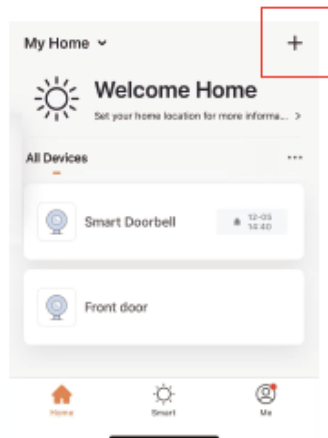 My Home
Welcome Home
Set your home location for more informa...
All Devices
Smart Doorbell
12-05
14:40
Front door
Home
Smart
Me